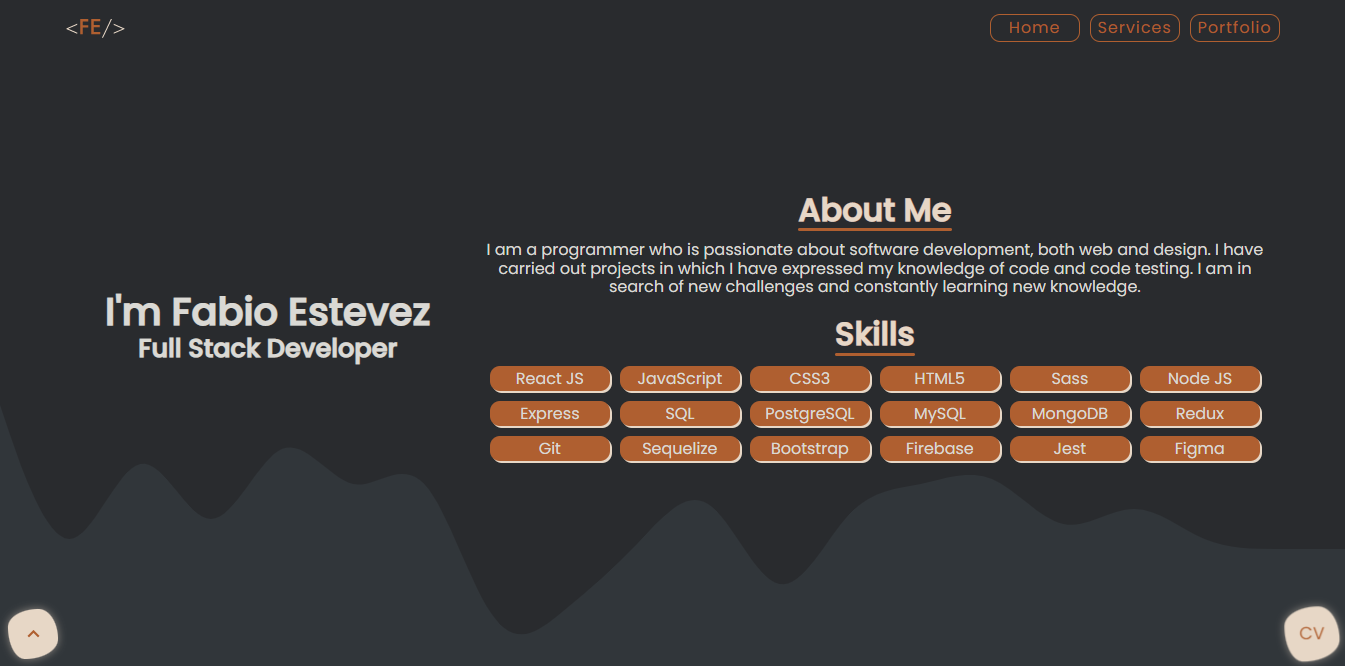 <FE/>
Home Services Portfolio
About Me
I am a programmer who is passionate about software development, both web and design. I have
carried out projects in which I have expressed my knowledge of code and code testing. I am in
search of new challenges and constantly learning new knowledge.
I'm Fabio Estevez
Full Stack Developer
Skills
React JS JavaScript CSS3 HTML5 Sass Node JS
Express SQL PostgreSQL MySQL MongoDB Redux
Git Sequelize Bootstrap Firebase Jest Figma
CV